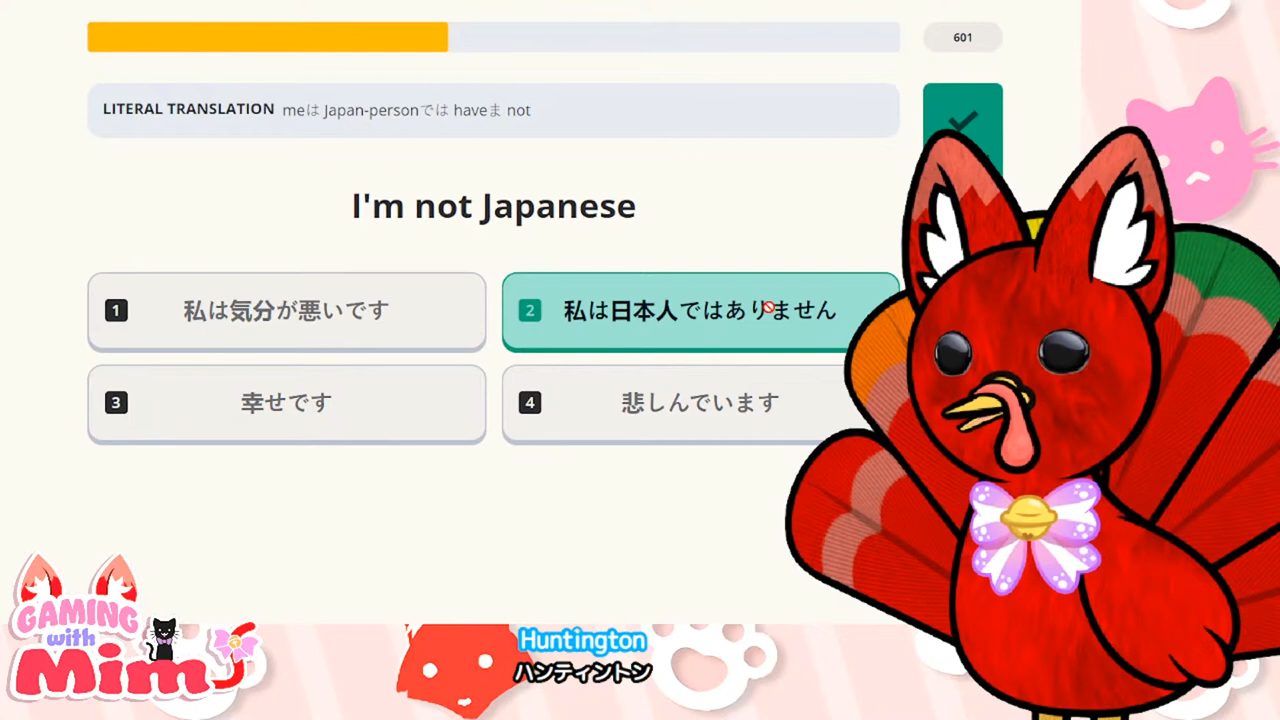 601
LITERAL TRANSLATION meは Japan-personでは haveま not
I'm not Japanese
1 私は気分が悪いです
2 私は日本人ではありません
3 幸せです
4 悲しんでいます
GAMING
with
Mim
Huntington
ハンティントン